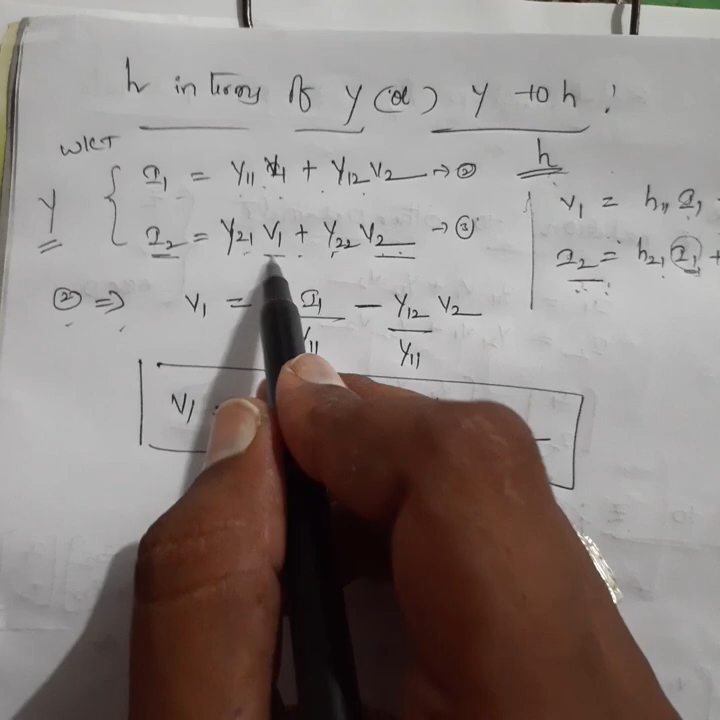 h in terms of Y (or) Y to h :
WKT
I₁ = Y₁₁ V₁ + Y₁₂ V₂ → ②
Y
I₂ = Y₂₁ V₁ + Y₂₂ V₂ → ③
h
V₁ = h₁₁ I₁
I₂ = h₂₁ I₁ +
② ⇒ V₁ = I₁/Y₁₁ − Y₁₂/Y₁₁ V₂
V₁